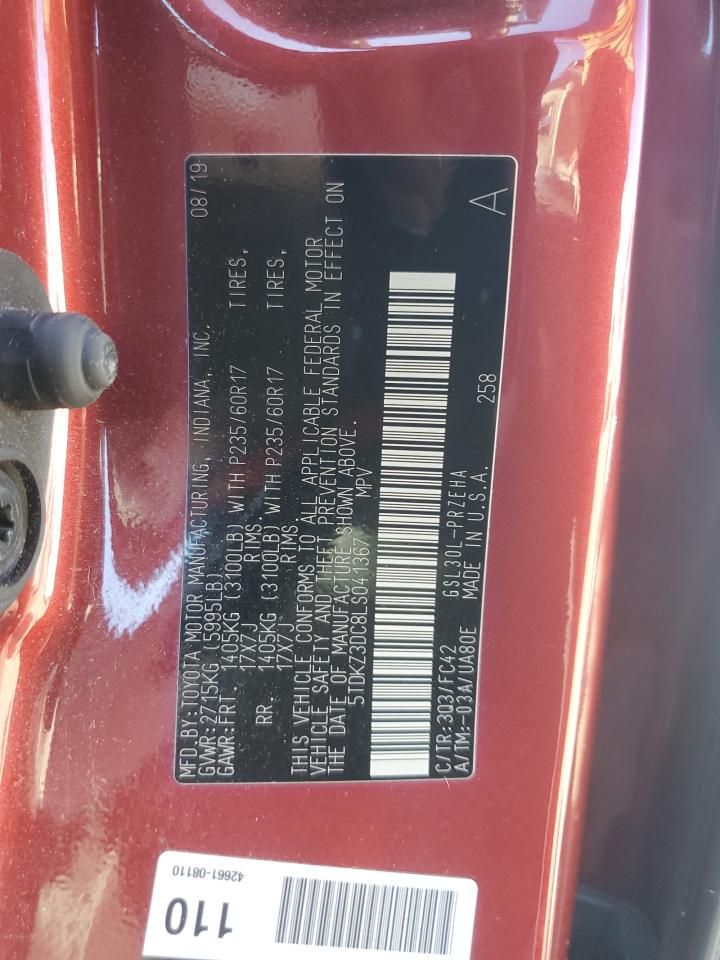 MFD.BY:TOYOTA MOTOR MANUFACTURING, INDIANA, INC. 08/19
GVWR:2715KG (5995LB)
GAWR:FRT. 1405KG (3100LB) WITH P235/60R17 TIRES,
17X7J RIMS.
RR. 1405KG (3100LB) WITH P235/60R17 TIRES,
17X7J RIMS.
THIS VEHICLE CONFORMS TO ALL APPLICABLE FEDERAL MOTOR
VEHICLE SAFETY AND THEFT PREVENTION STANDARDS IN EFFECT ON
THE DATE OF MANUFACTURE SHOWN ABOVE.
5TDKZ3DC8LS041367 MPV
C/TR:3Q3/FC42 GSL30L-PRZEHA 258
A/TM:-03A/UA80E MADE IN U.S.A. A
110
42661-08110